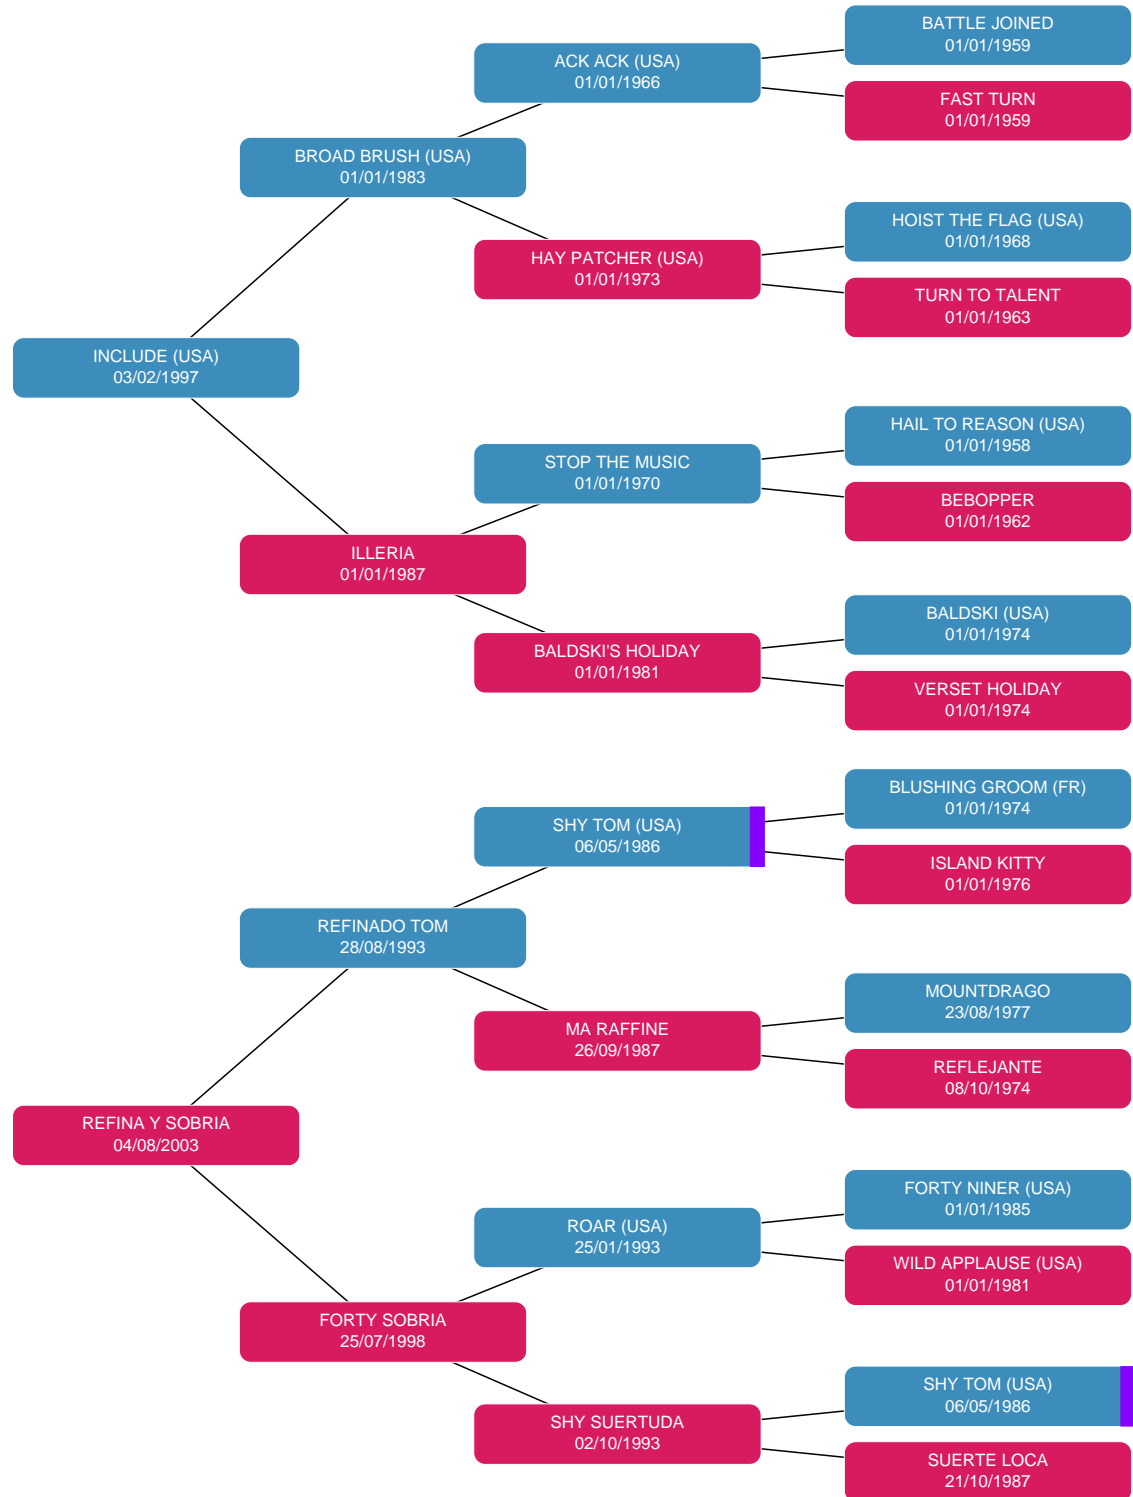 BATTLE JOINED
01/01/1959
ACK ACK (USA)
01/01/1966
FAST TURN
01/01/1959
BROAD BRUSH (USA)
01/01/1983
HOIST THE FLAG (USA)
01/01/1968
HAY PATCHER (USA)
01/01/1973
TURN TO TALENT
01/01/1963
INCLUDE (USA)
03/02/1997
HAIL TO REASON (USA)
01/01/1958
STOP THE MUSIC
01/01/1970
BEBOPPER
01/01/1962
ILLERIA
01/01/1987
BALDSKI (USA)
01/01/1974
BALDSKI'S HOLIDAY
01/01/1981
VERSET HOLIDAY
01/01/1974
BLUSHING GROOM (FR)
01/01/1974
SHY TOM (USA)
06/05/1986
ISLAND KITTY
01/01/1976
REFINADO TOM
28/08/1993
MOUNTDRAGO
23/08/1977
MA RAFFINE
26/09/1987
REFLEJANTE
08/10/1974
REFINA Y SOBRIA
04/08/2003
FORTY NINER (USA)
01/01/1985
ROAR (USA)
25/01/1993
WILD APPLAUSE (USA)
01/01/1981
FORTY SOBRIA
25/07/1998
SHY TOM (USA)
06/05/1986
SHY SUERTUDA
02/10/1993
SUERTE LOCA
21/10/1987